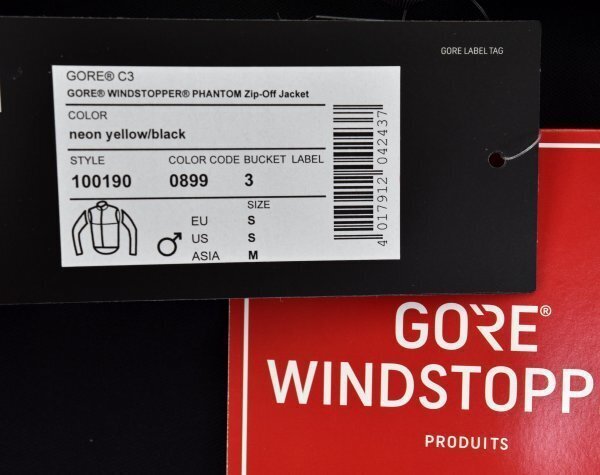 GORE LABEL TAG
GORE® C3
GORE® WINDSTOPPER® PHANTOM Zip-Off Jacket
COLOR
neon yellow/black
STYLE COLOR CODE BUCKET LABEL
100190 0899 3
SIZE
EU S
US S
ASIA M
4 017912 042437
GORE®
WINDSTOPP
PRODUITS